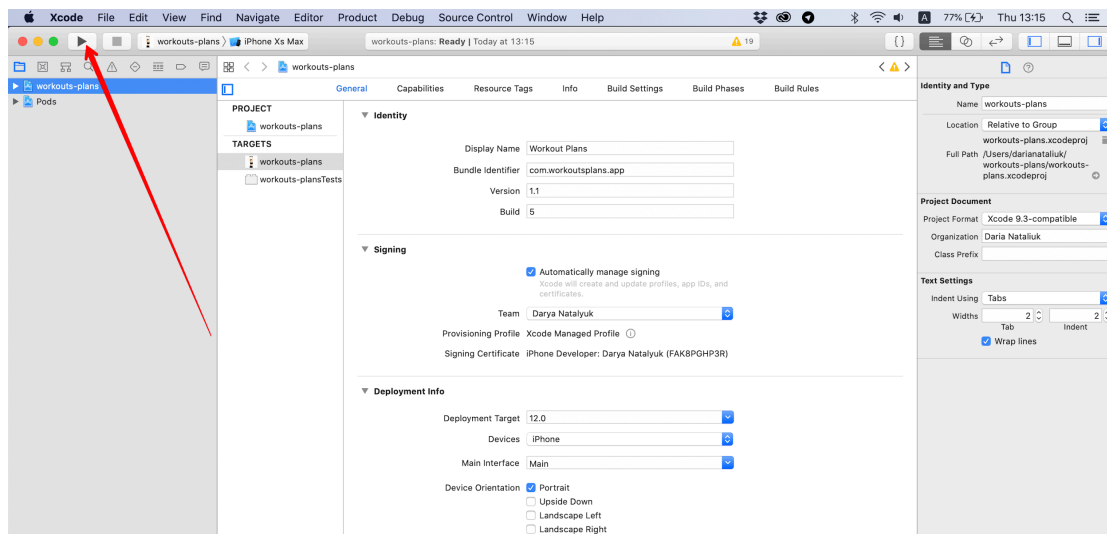 Xcode File Edit View Find Navigate Editor Product Debug Source Control Window Help A 77% Thu 13:15
workouts-plans iPhone Xs Max workouts-plans: Ready | Today at 13:15 19 {}
workouts-plans
Pods
workouts-plans
General Capabilities Resource Tags Info Build Settings Build Phases Build Rules
PROJECT
workouts-plans
TARGETS
workouts-plans
workouts-plansTests
Identity
Display Name Workout Plans
Bundle Identifier com.workoutsplans.app
Version 1.1
Build 5
Signing
Automatically manage signing
Xcode will create and update profiles, app IDs, and
certificates.
Team Darya Natalyuk
Provisioning Profile Xcode Managed Profile
Signing Certificate iPhone Developer: Darya Natalyuk (FAK8PGHP3R)
Deployment Info
Deployment Target 12.0
Devices iPhone
Main Interface Main
Device Orientation Portrait
Upside Down
Landscape Left
Landscape Right
Identity and Type
Name workouts-plans
Location Relative to Group
workouts-plans.xcodeproj
Full Path /Users/darianataliuk/
workouts-plans/workouts-
plans.xcodeproj
Project Document
Project Format Xcode 9.3-compatible
Organization Daria Nataliuk
Class Prefix
Text Settings
Indent Using Tabs
Widths 2 2
Tab Indent
Wrap lines